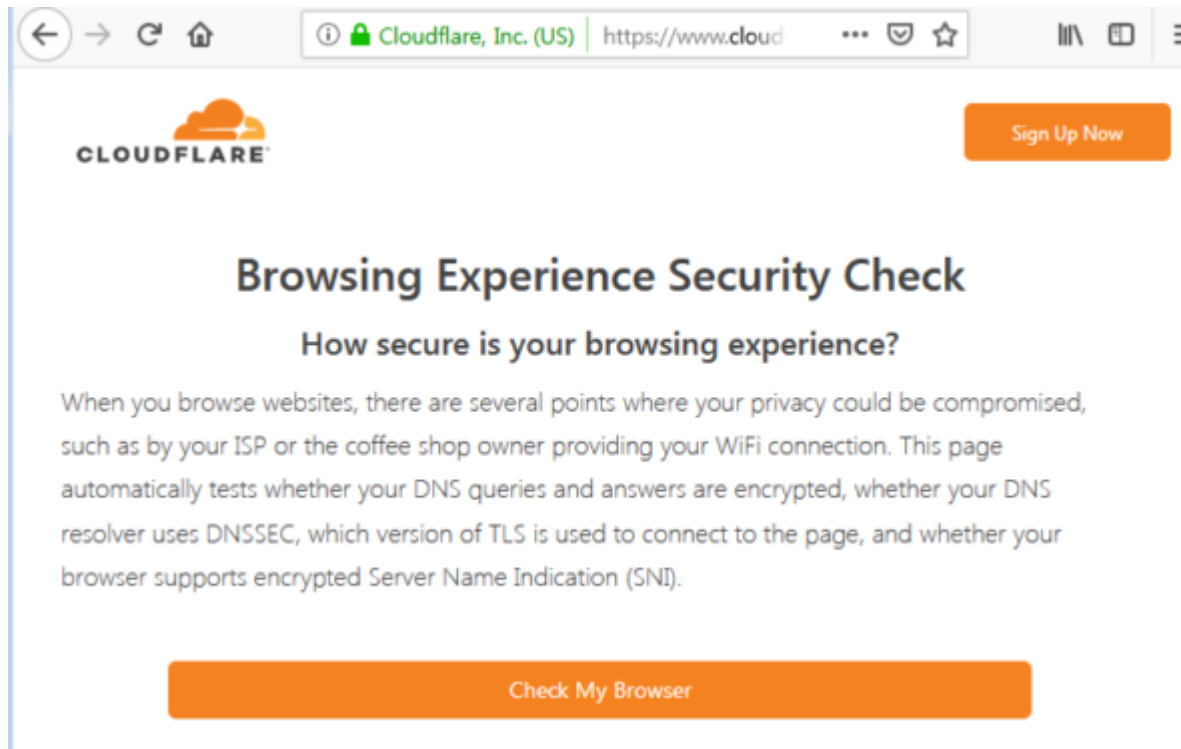 Cloudflare, Inc. (US) https://www.cloud
CLOUDFLARE
Sign Up Now
Browsing Experience Security Check
How secure is your browsing experience?
When you browse websites, there are several points where your privacy could be compromised,
such as by your ISP or the coffee shop owner providing your WiFi connection. This page
automatically tests whether your DNS queries and answers are encrypted, whether your DNS
resolver uses DNSSEC, which version of TLS is used to connect to the page, and whether your
browser supports encrypted Server Name Indication (SNI).
Check My Browser